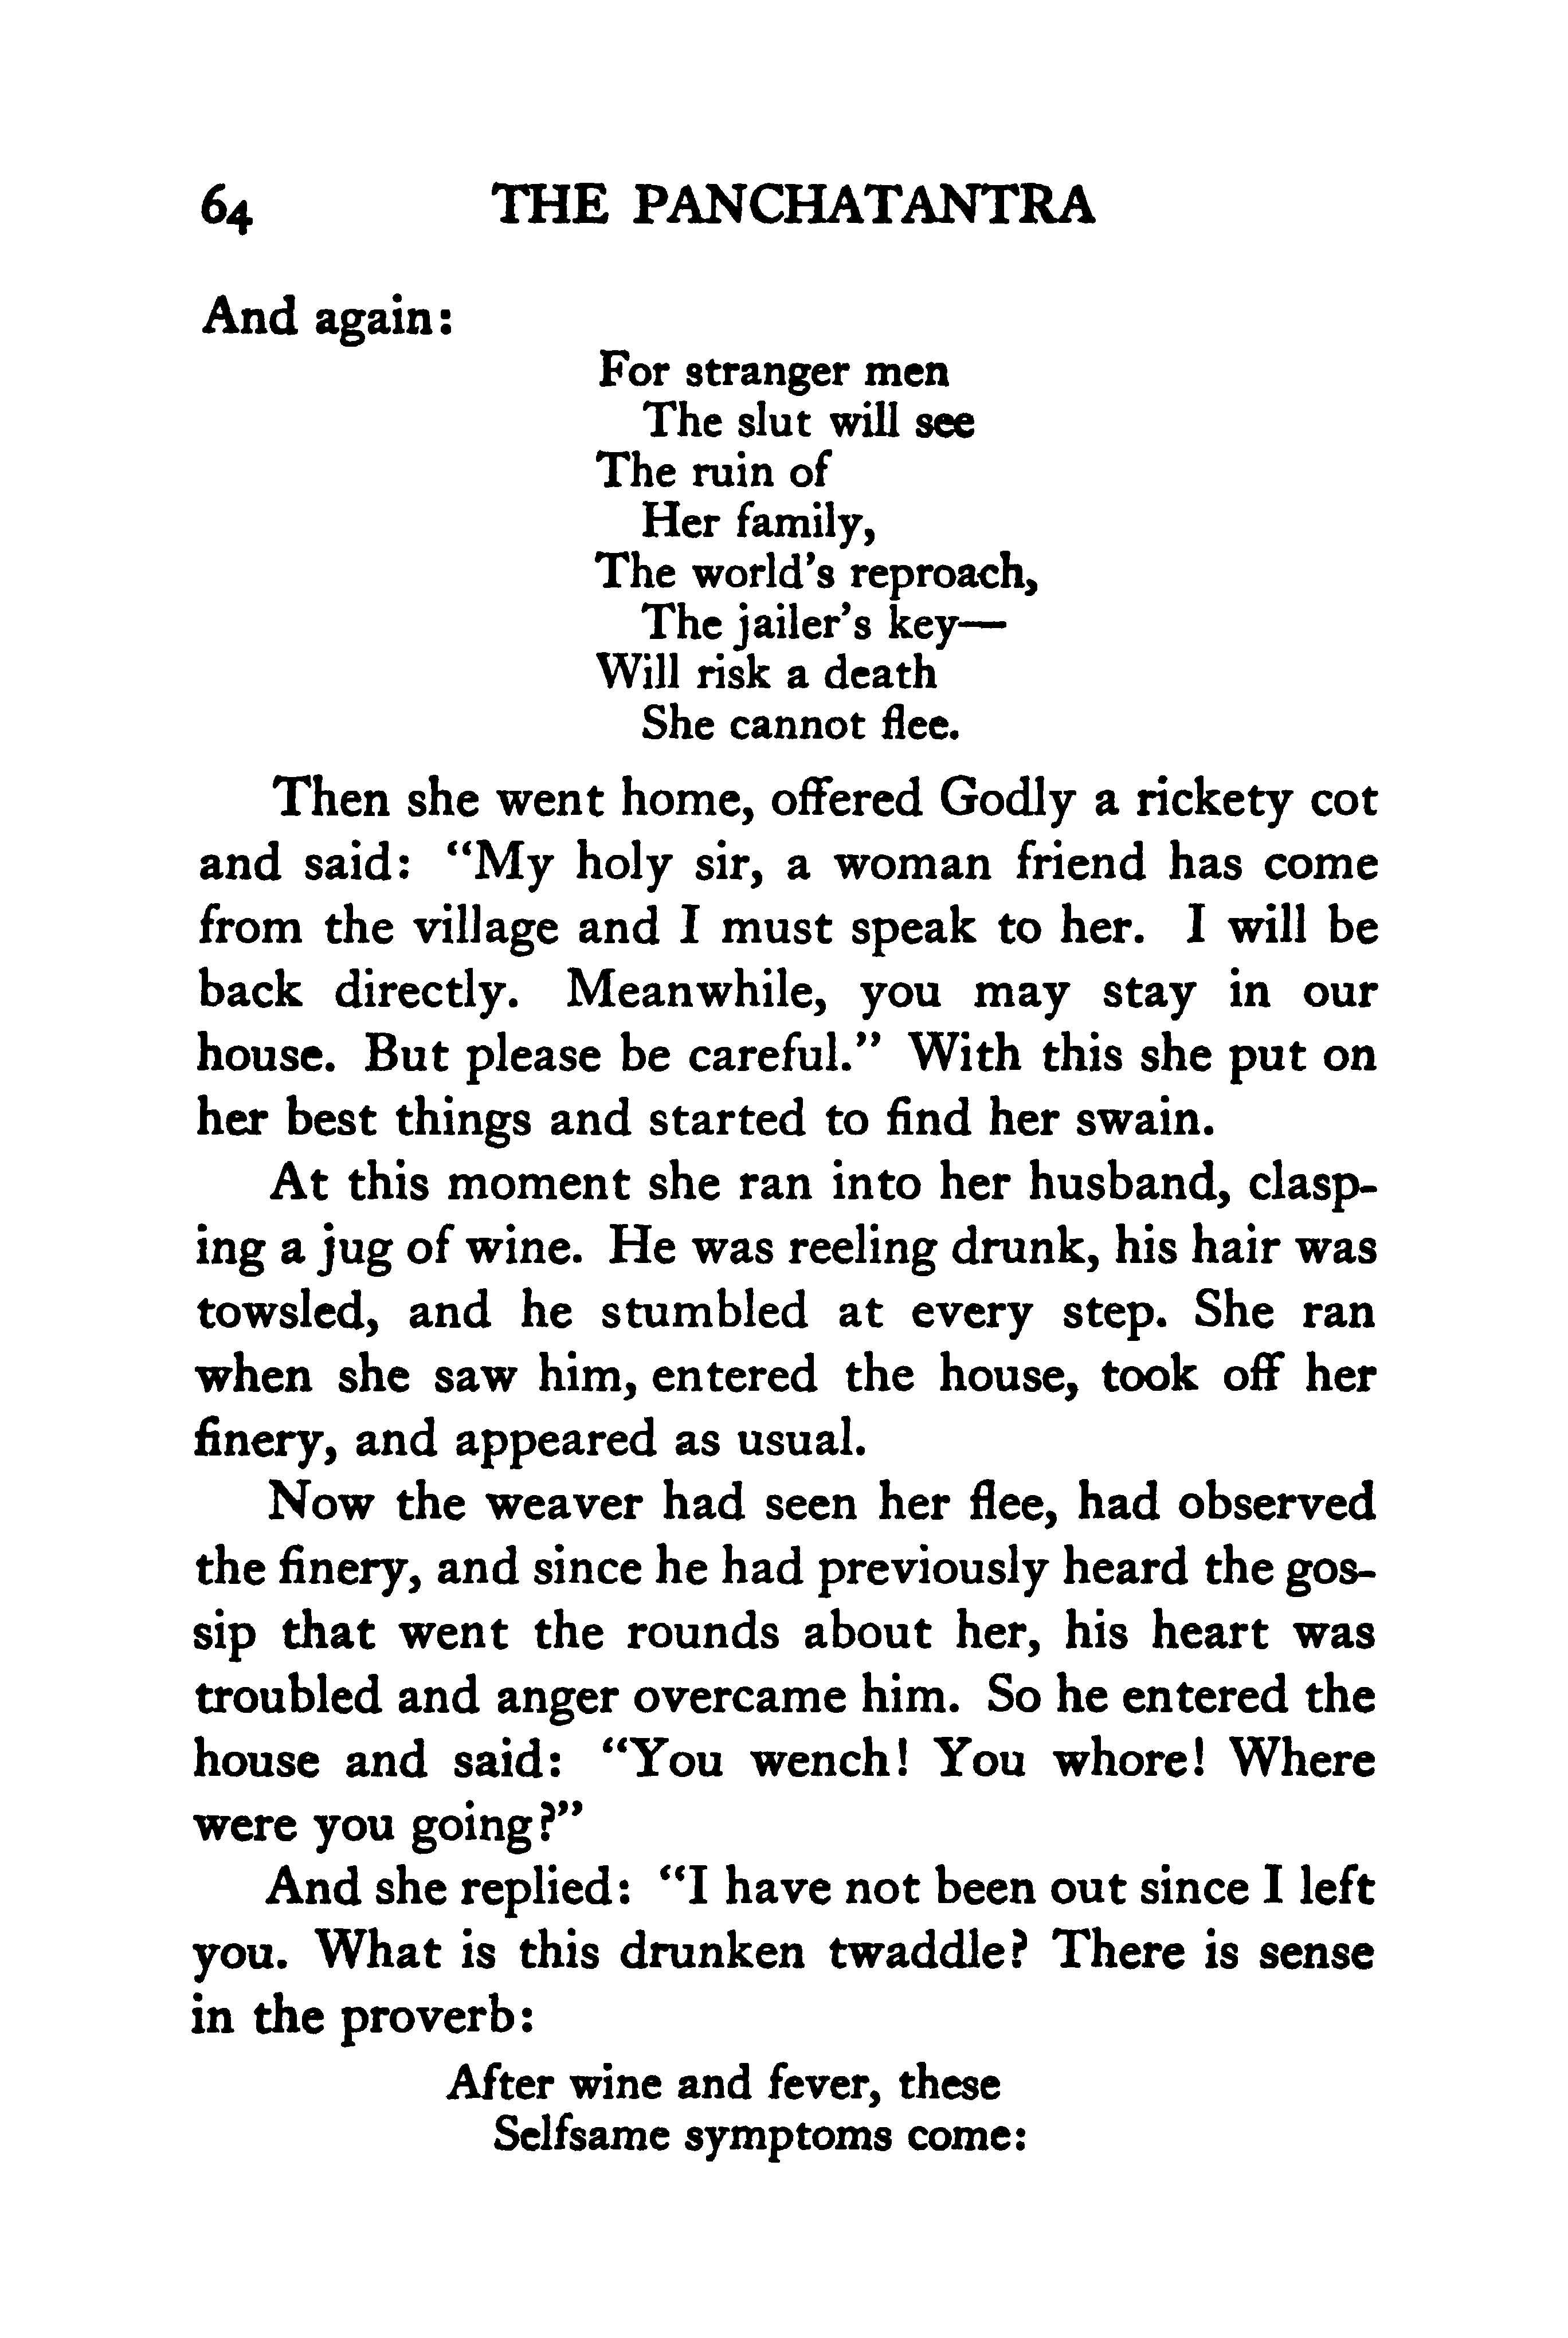 64 THE PANCHATANTRA
And again:
For stranger men
The slut will see
The ruin of
Her family,
The world's reproach,
The jailer's key—
Will risk a death
She cannot flee.
Then she went home, offered Godly a rickety cot
and said: “My holy sir, a woman friend has come
from the village and I must speak to her. I will be
back directly. Meanwhile, you may stay in our
house. But please be careful.” With this she put on
her best things and started to find her swain.
At this moment she ran into her husband, clasp-
ing a jug of wine. He was reeling drunk, his hair was
towsled, and he stumbled at every step. She ran
when she saw him, entered the house, took off her
finery, and appeared as usual.
Now the weaver had seen her flee, had observed
the finery, and since he had previously heard the gos-
sip that went the rounds about her, his heart was
troubled and anger overcame him. So he entered the
house and said: “You wench! You whore! Where
were you going?”
And she replied: “I have not been out since I left
you. What is this drunken twaddle? There is sense
in the proverb:
After wine and fever, these
Selfsame symptoms come: